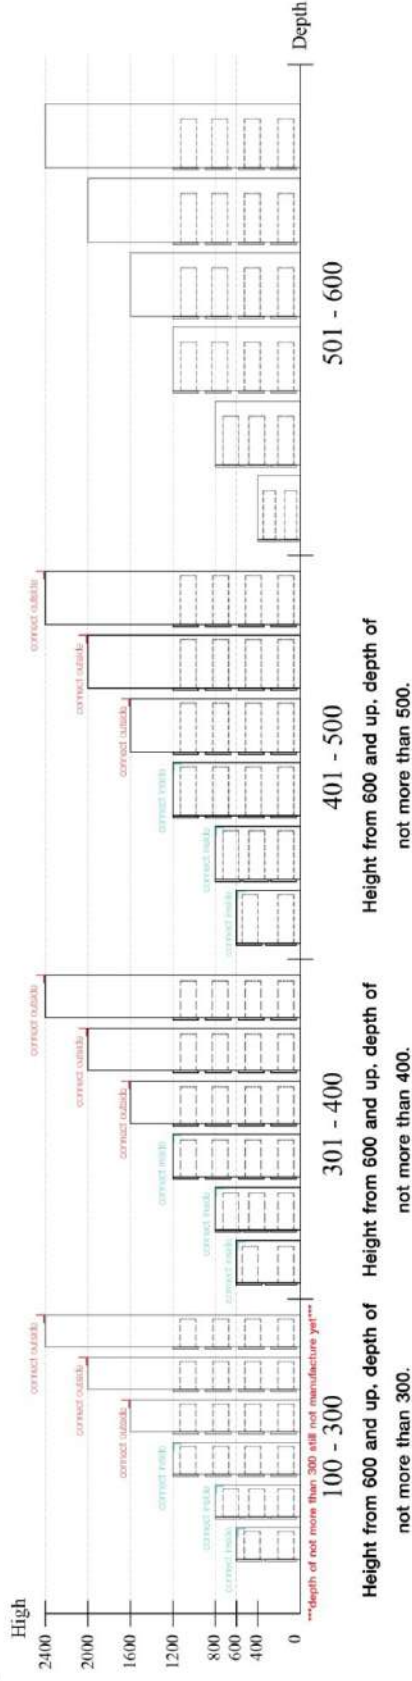 High
2400
2000
1600
1200
800
600
400
0
connect inside
connect inside
connect inside
connect outside
connect outside
connect outside
***depth of not more than 300 still not manufacture yet***
100 - 300
Height from 600 and up, depth of
not more than 300.
connect inside
connect inside
connect inside
connect outside
connect outside
connect outside
301 - 400
Height from 600 and up, depth of
not more than 400.
connect inside
connect inside
connect inside
connect outside
connect outside
connect outside
401 - 500
Height from 600 and up, depth of
not more than 500.
501 - 600
Depth